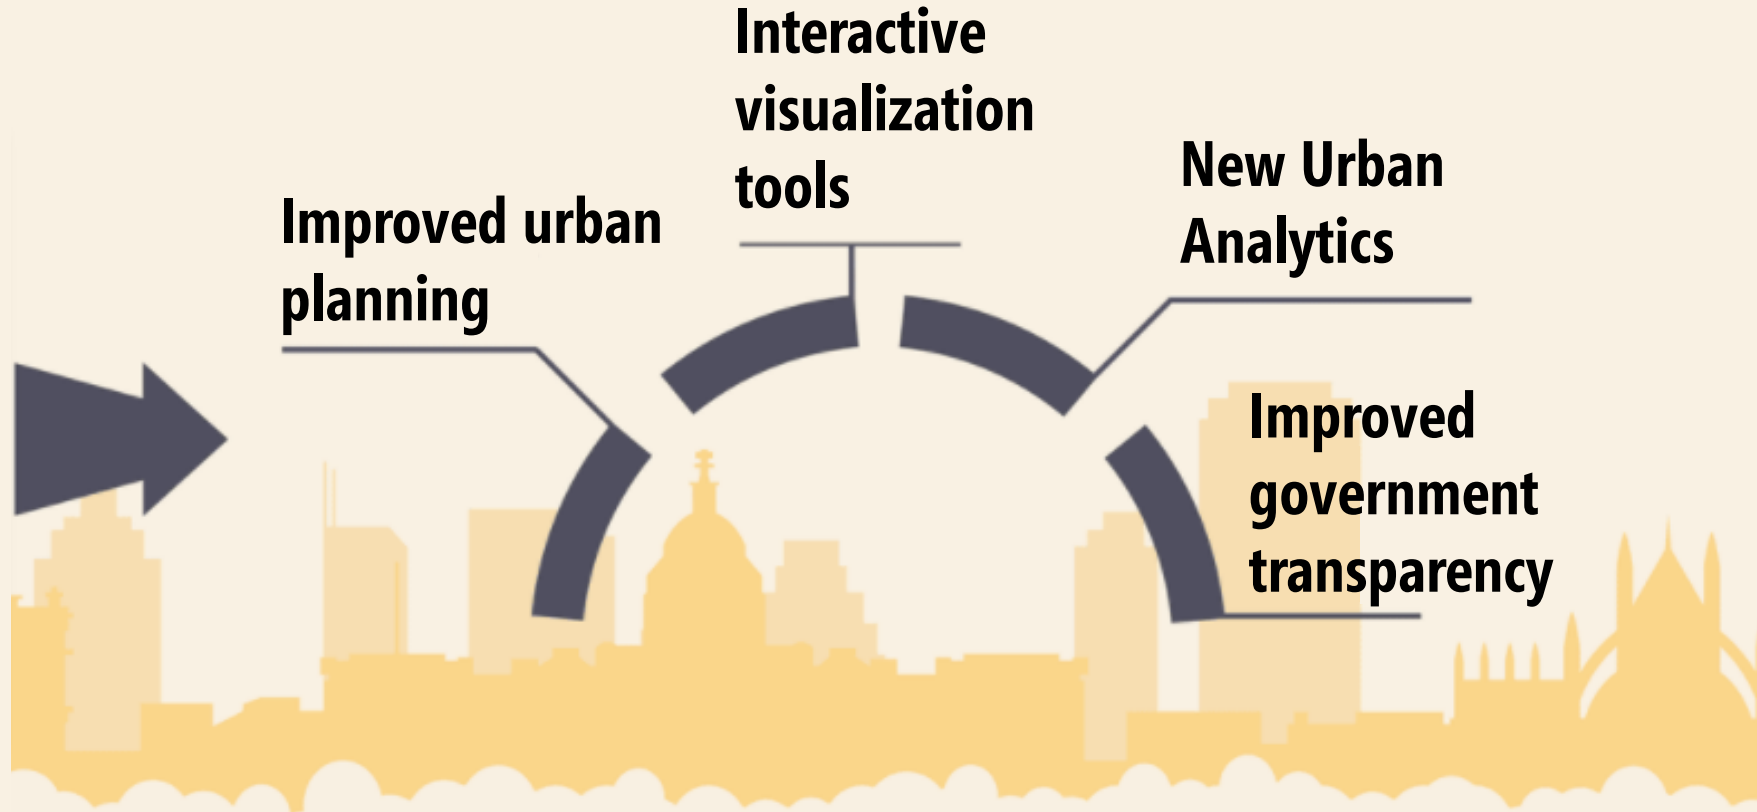 Interactive
visualization
tools
New Urban
Analytics
Improved urban
planning
Improved
government
transparency